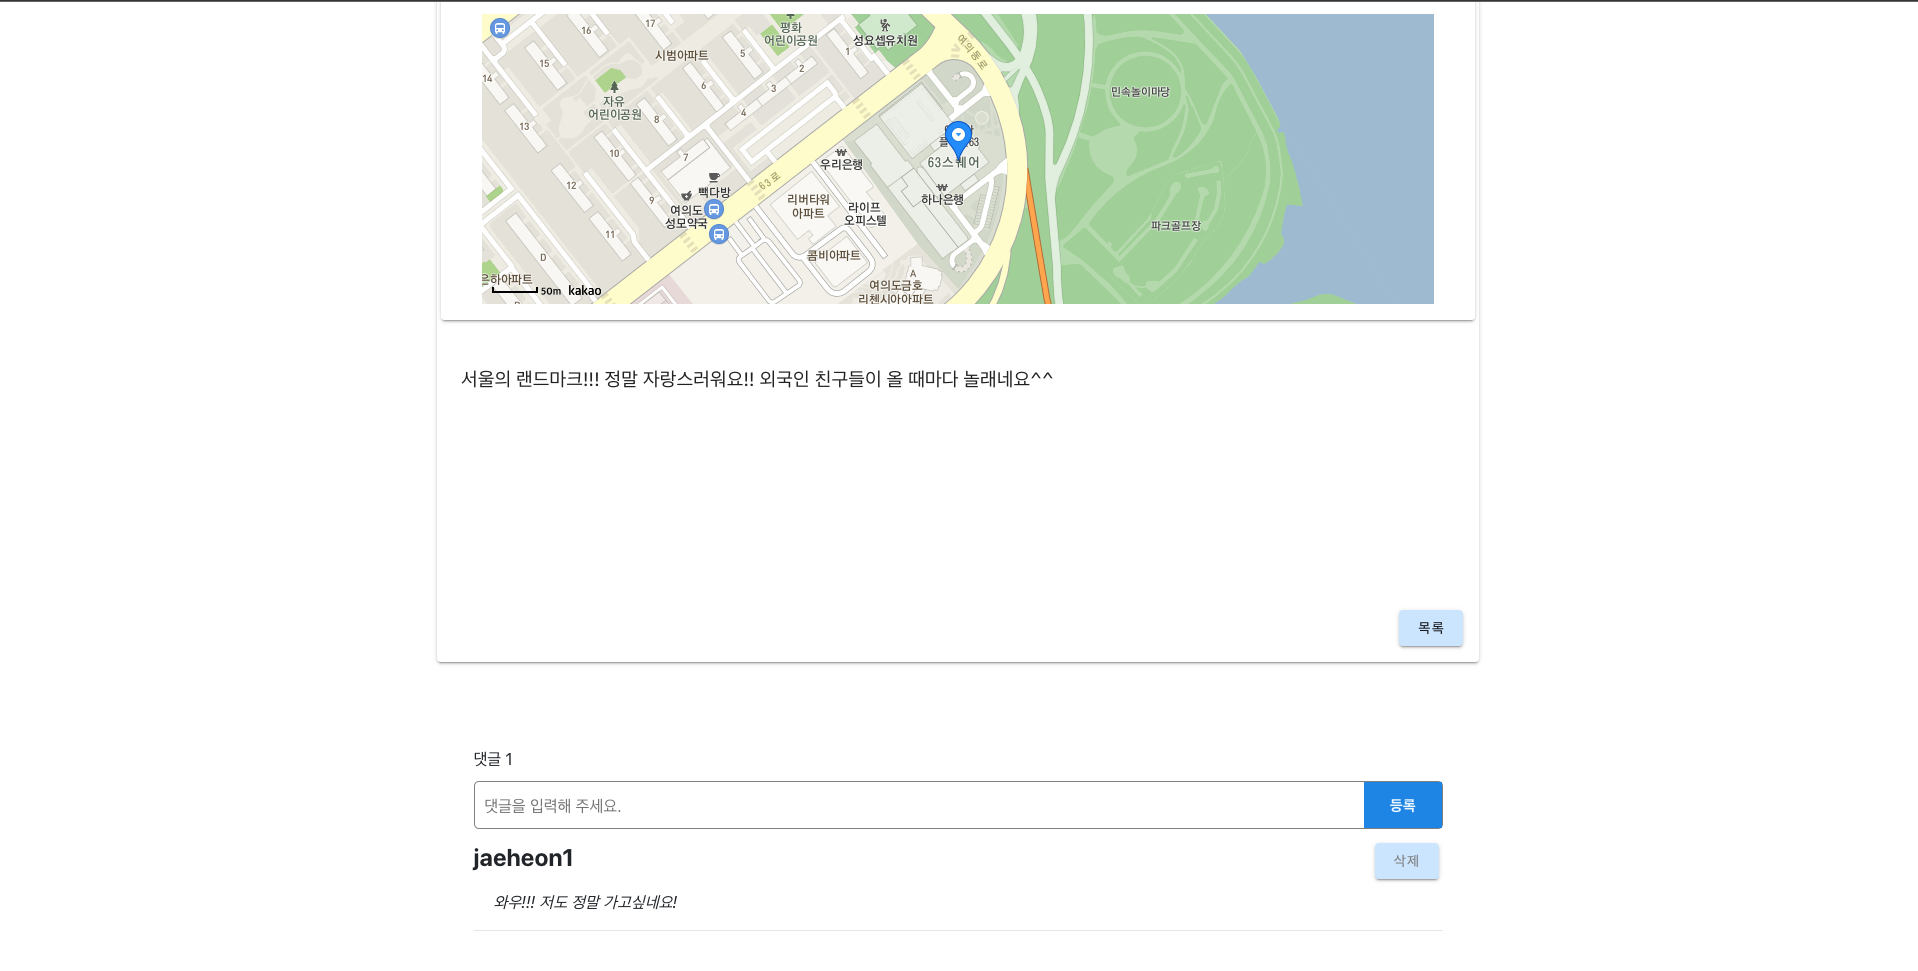 17
평화
어린이공원
성요셉유치원
여의동로
16
시범아파트
5
1
15
2
14
6
3
민속놀이마당
자유
어린이공원
8
4
13
63
10
7
우리은행
63스퀘어
63로
12
빽다방
하나은행
9
여의도
성모약국
리버타워
아파트
라이프
오피스텔
파크골프장
11
D
콤비아파트
A
은하아파트
여의도금호
리첸시아아파트
50m kakao
서울의 랜드마크!!! 정말 자랑스러워요!! 외국인 친구들이 올 때마다 놀래네요^^
목록
댓글 1
댓글을 입력해 주세요.
등록
jaeheon1
삭제
와우!!! 저도 정말 가고싶네요!